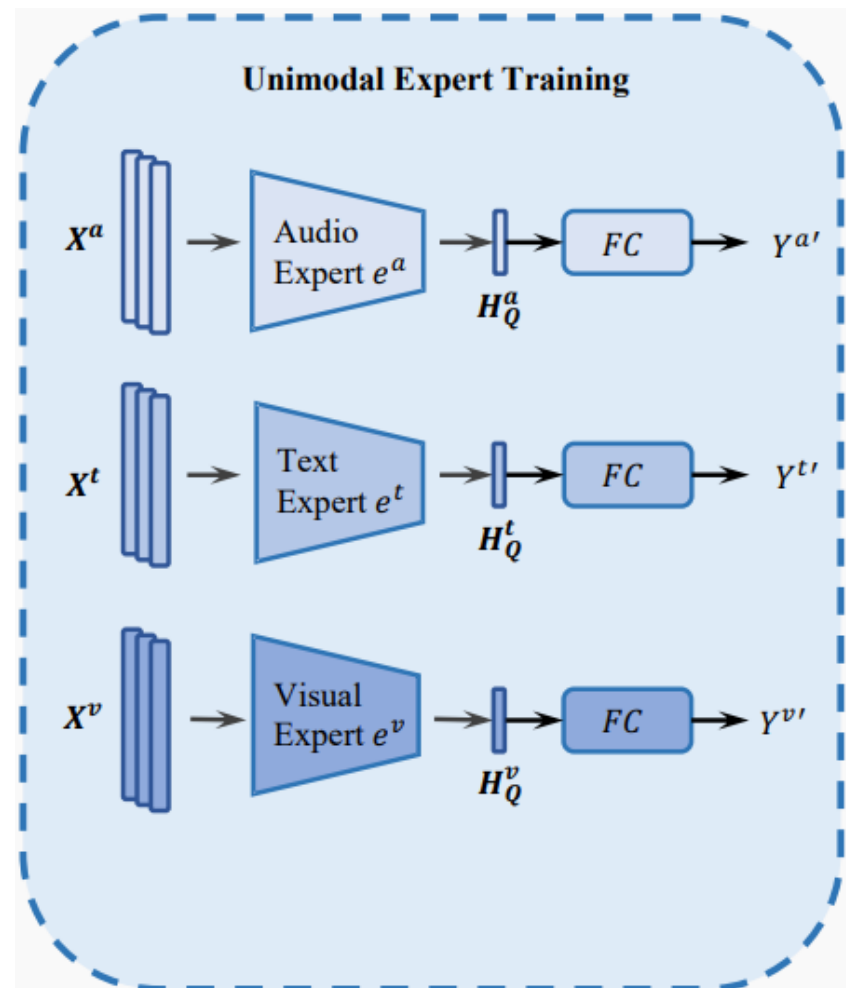 Unimodal Expert Training
X^a
Audio
Expert e^a
H_Q^a
FC
Y^a′
X^t
Text
Expert e^t
H_Q^t
FC
Y^t′
X^v
Visual
Expert e^v
H_Q^v
FC
Y^v′